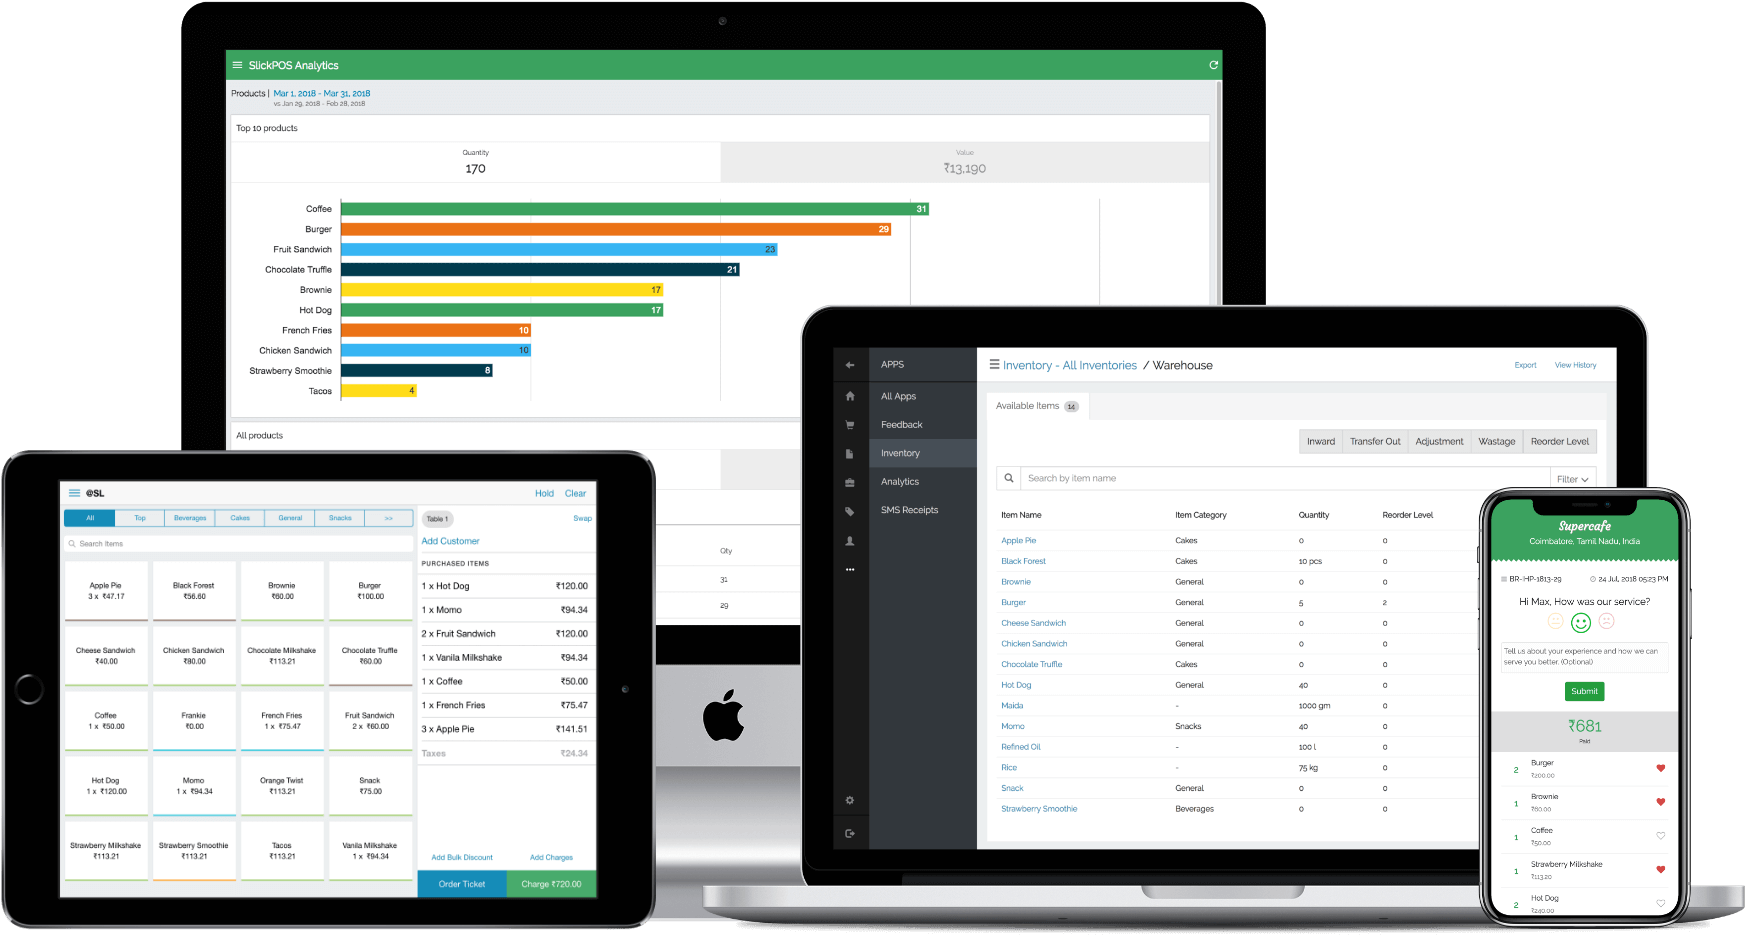 SlickPOS Analytics
Products | Mar 1, 2018 - Mar 31, 2018
vs Jan 29, 2018 - Feb 28, 2018
Top 10 products
Quantity
170
Value
₹13,190
Coffee 31
Burger 29
Fruit Sandwich 23
Chocolate Truffle 21
Brownie 17
Hot Dog 17
French Fries 10
Chicken Sandwich 10
Strawberry Smoothie 8
Tacos 4
All products
Qty
31
29
@SL
Hold Clear
All Top Beverages Cakes General Snacks >>
Search Items
Apple Pie Black Forest Brownie Burger
3 x ₹47.17 ₹56.60 ₹60.00 ₹100.00
Cheese Sandwich Chicken Sandwich Chocolate Milkshake Chocolate Truffle
₹40.00 ₹80.00 ₹113.21 ₹60.00
Coffee Frankie French Fries Fruit Sandwich
1 x ₹50.00 ₹0.00 1 x ₹75.47 2 x ₹60.00
Hot Dog Momo Orange Twist Snack
1 x ₹120.00 1 x ₹94.34 ₹113.21 ₹75.00
Strawberry Milkshake Strawberry Smoothie Tacos Vanila Milkshake
₹113.21 ₹113.21 ₹113.21 1 x ₹94.34
Table 1 Swap
Add Customer
PURCHASED ITEMS
1 x Hot Dog ₹120.00
1 x Momo ₹94.34
2 x Fruit Sandwich ₹120.00
1 x Vanila Milkshake ₹94.34
1 x Coffee ₹50.00
1 x French Fries ₹75.47
3 x Apple Pie ₹141.51
Taxes ₹24.34
Add Bulk Discount Add Charges
Order Ticket Charge ₹720.00
APPS
All Apps
Feedback
Inventory
Analytics
SMS Receipts
Inventory - All Inventories / Warehouse
Export View History
Available Items 14
Inward Transfer Out Adjustment Wastage Reorder Level
Search by item name Filter
Item Name Item Category Quantity Reorder Level
Apple Pie Cakes 0 0
Black Forest Cakes 10 pcs 0
Brownie General 0 0
Burger General 5 2
Cheese Sandwich General 0 0
Chicken Sandwich General 0 0
Chocolate Truffle Cakes 0 0
Hot Dog General 40 0
Maida - 1000 gm 0
Momo Snacks 40 0
Refined Oil - 100 l 0
Rice - 75 kg 0
Snack General 0 0
Strawberry Smoothie Beverages 0 0
Supercafe
Coimbatore, Tamil Nadu, India
BR-IHP-1813-29 24 Jul, 2018 05:23 PM
Hi Max, How was our service?
Tell us about your experience and how we can
serve you better. (Optional)
Submit
₹681
Paid
2 Burger
₹200.00
1 Brownie
₹60.00
1 Coffee
₹50.00
1 Strawberry Milkshake
₹113.20
2 Hot Dog
₹240.00